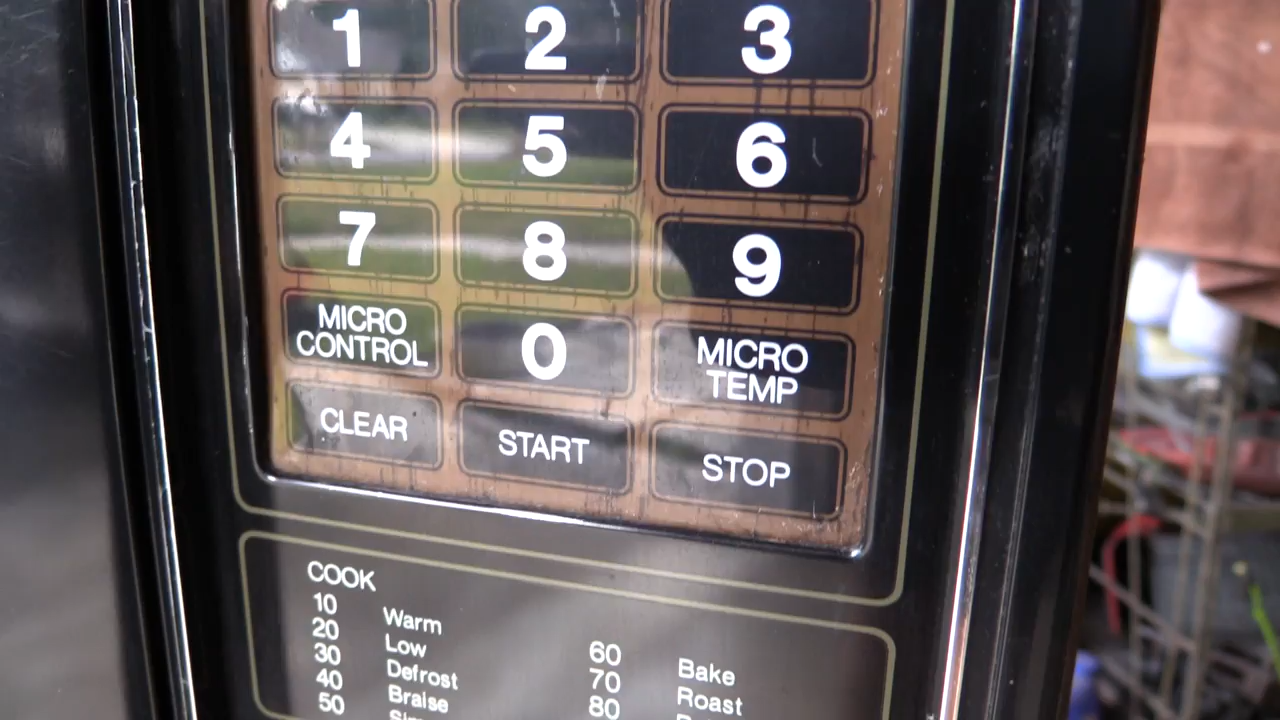 1 2 3
4 5 6
7 8 9
MICRO
CONTROL
0
MICRO
TEMP
CLEAR START STOP
COOK
10 Warm
20 Low
30 Defrost
40 Braise
50
60 Bake
70 Roast
80